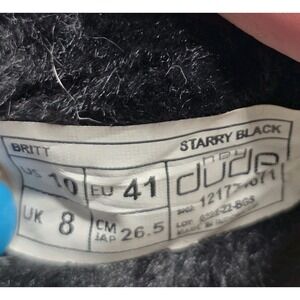 BRITT STARRY BLACK
US 10 EU 41 hey dude
UK 8 CM JAP 26.5